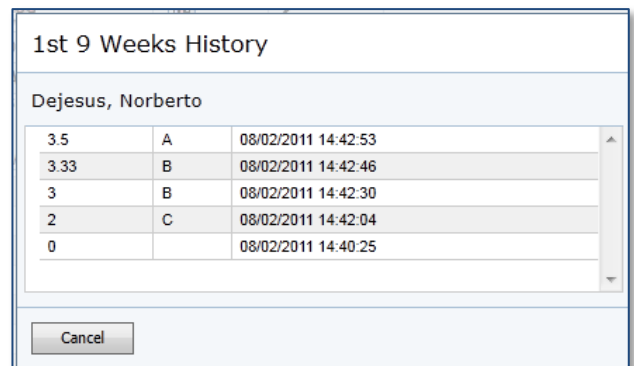 1st 9 Weeks History
Dejesus, Norberto
3.5 A 08/02/2011 14:42:53
3.33 B 08/02/2011 14:42:46
3 B 08/02/2011 14:42:30
2 C 08/02/2011 14:42:04
0 08/02/2011 14:40:25
Cancel